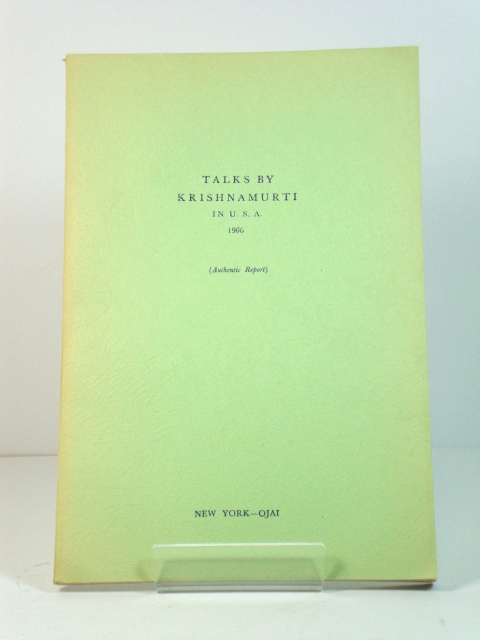 TALKS BY
KRISHNAMURTI
IN U. S. A.
1966
(Authentic Report)
NEW YORK—OJAI